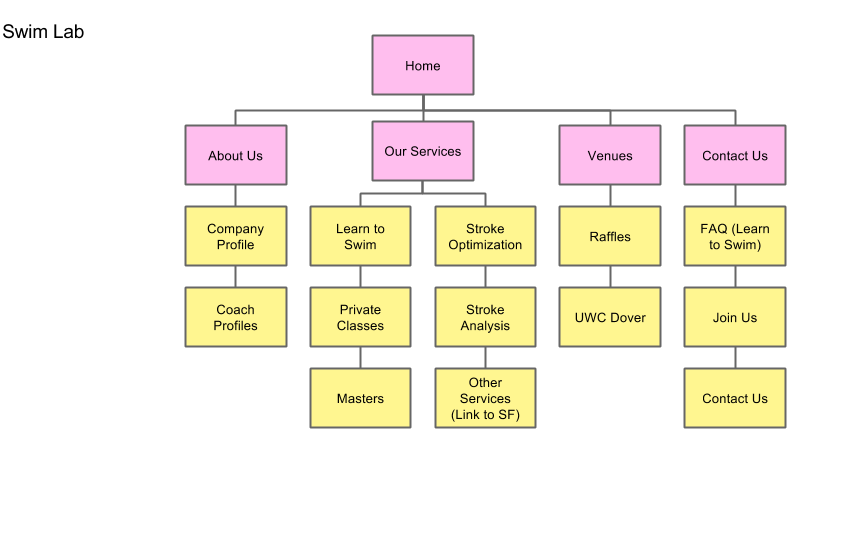 Swim Lab
Home
About Us
Our Services
Venues
Contact Us
Company
Profile
Learn to
Swim
Stroke
Optimization
Raffles
FAQ (Learn
to Swim)
Coach
Profiles
Private
Classes
Stroke
Analysis
UWC Dover
Join Us
Masters
Other
Services
(Link to SF)
Contact Us